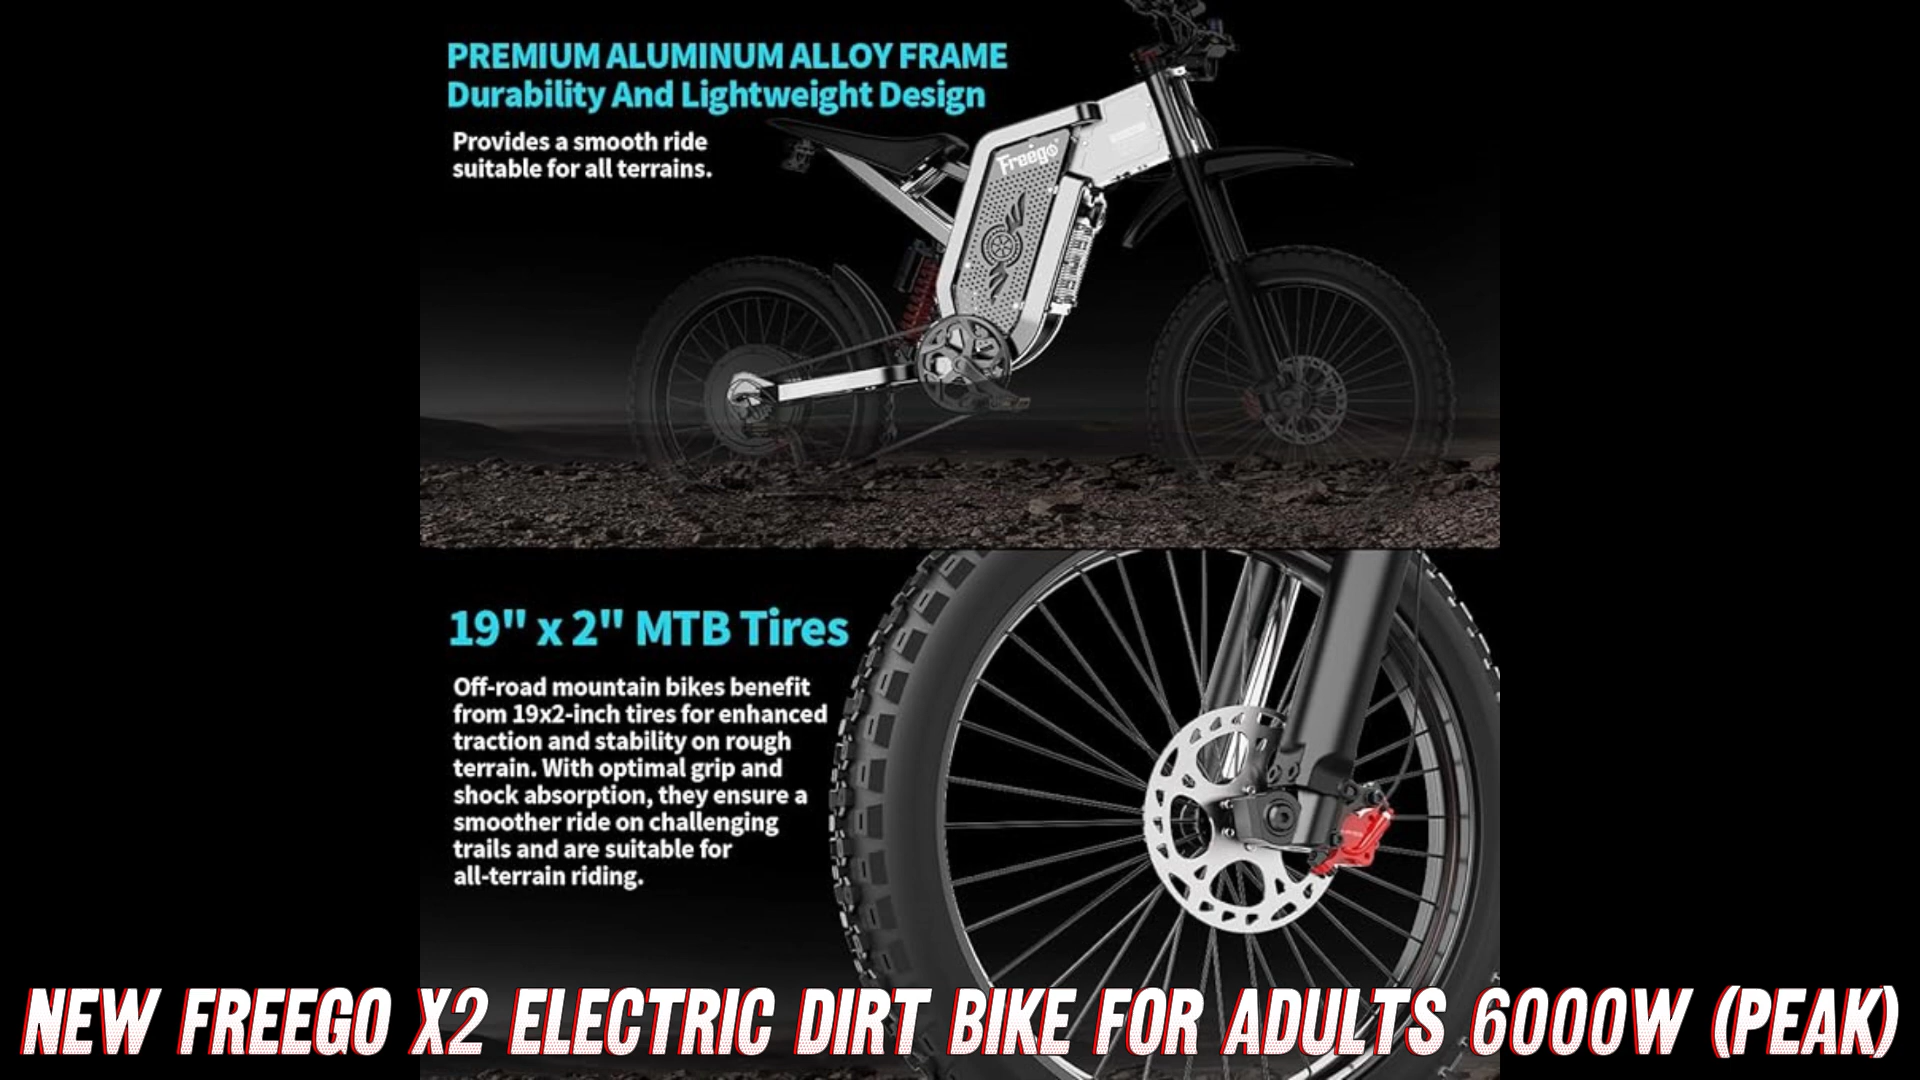 PREMIUM ALUMINUM ALLOY FRAME
Durability And Lightweight Design
Provides a smooth ride
suitable for all terrains.
Freego
19" x 2" MTB Tires
Off-road mountain bikes benefit
from 19x2-inch tires for enhanced
traction and stability on rough
terrain. With optimal grip and
shock absorption, they ensure a
smoother ride on challenging
trails and are suitable for
all-terrain riding.
NEW FREEGO X2 ELECTRIC DIRT BIKE FOR ADULTS 6000W (PEAK)